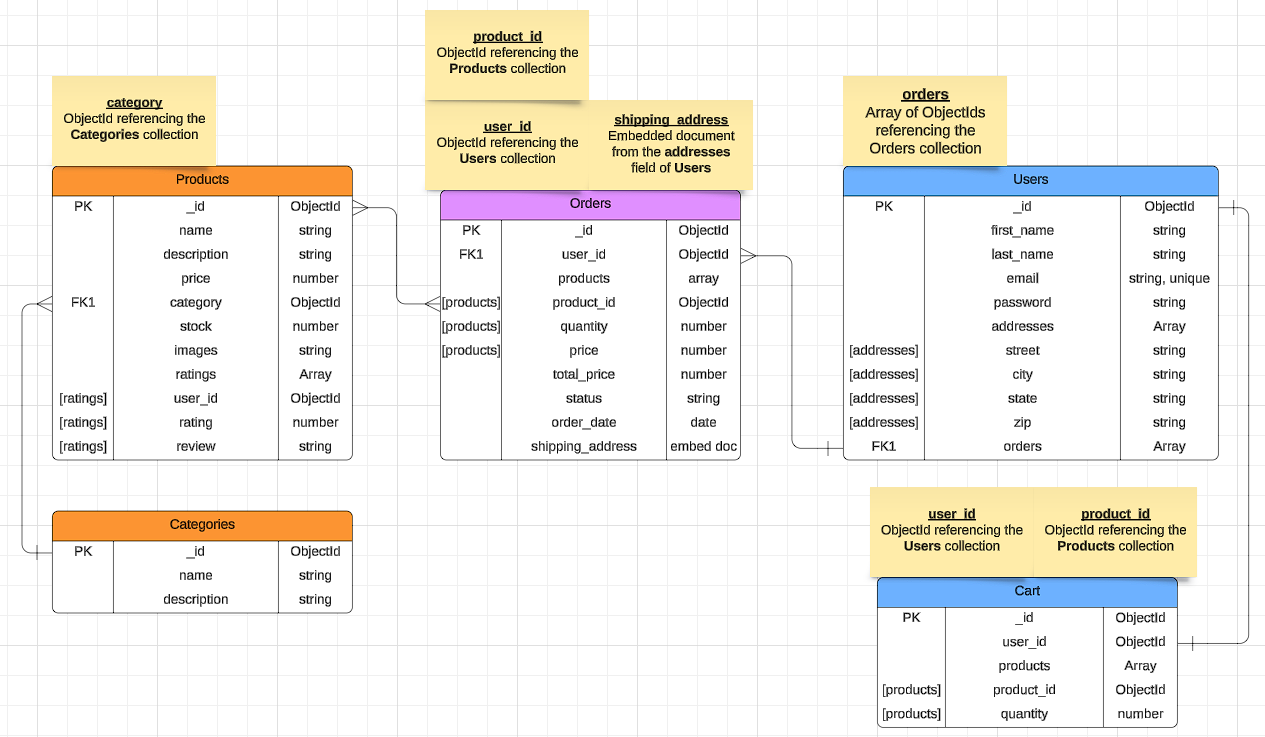 product_id
ObjectId referencing the
Products collection
category
ObjectId referencing the
Categories collection
user_id
ObjectId referencing the
Users collection
shipping_address
Embedded document
from the addresses
field of Users
orders
Array of ObjectIds
referencing the
Orders collection
Products
PK _id ObjectId
name string
description string
price number
FK1 category ObjectId
stock number
images string
ratings Array
[ratings] user_id ObjectId
[ratings] rating number
[ratings] review string
Orders
PK _id ObjectId
FK1 user_id ObjectId
products array
[products] product_id ObjectId
[products] quantity number
[products] price number
total_price number
status string
order_date date
shipping_address embed doc
Users
PK _id ObjectId
first_name string
last_name string
email string, unique
password string
addresses Array
[addresses] street string
[addresses] city string
[addresses] state string
[addresses] zip string
FK1 orders Array
Categories
PK _id ObjectId
name string
description string
user_id
ObjectId referencing the
Users collection
product_id
ObjectId referencing the
Products collection
Cart
PK _id ObjectId
user_id ObjectId
products Array
[products] product_id ObjectId
[products] quantity number